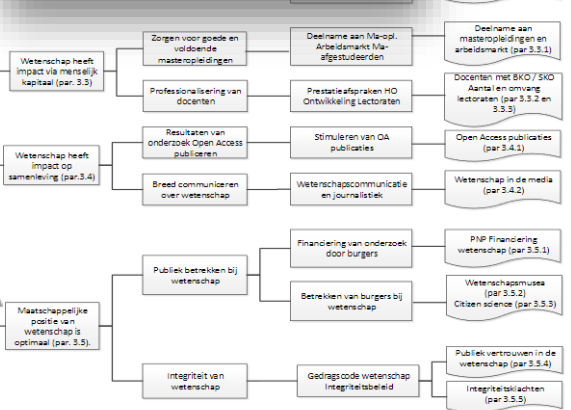 Wetenschap heeft
impact via menselijk
kapitaal (par. 3.3)
Zorgen voor goede en
voldoende
masteropleidingen
Deelname aan Ma-opl.
Arbeidsmarkt Ma-
afgestudeerden
Deelname aan
masteropleidingen en
arbeidsmarkt (par 3.3.1)
Professionalisering van
docenten
Prestatieafspraken HO
Ontwikkeling Lectoraten
Docenten met BKO / SKO
Aantal en omvang
lectoraten (par 3.3.2 en
3.3.3)
Wetenschap heeft
impact op
samenleving (par.3.4)
Resultaten van
onderzoek Open Access
publiceren
Stimuleren van OA
publicaties
Open Access publicaties
(par 3.4.1)
Breed communiceren
over wetenschap
Wetenschapscommunicatie
en journalistiek
Wetenschap in de media
(par 3.4.2)
Maatschappelijke
positie van
wetenschap is
optimaal (par. 3.5).
Publiek betrekken bij
wetenschap
Financiering van onderzoek
door burgers
PNP Financiering
wetenschap (par 3.5.1)
Betrekken van burgers bij
wetenschap
Wetenschapsmusea
(par 3.5.2)
Citizen science (par 3.5.3)
Integriteit van
wetenschap
Gedragscode wetenschap
Integriteitsbeleid
Publiek vertrouwen in de
wetenschap (par 3.5.4)
Integriteitsklachten
(par 3.5.5)